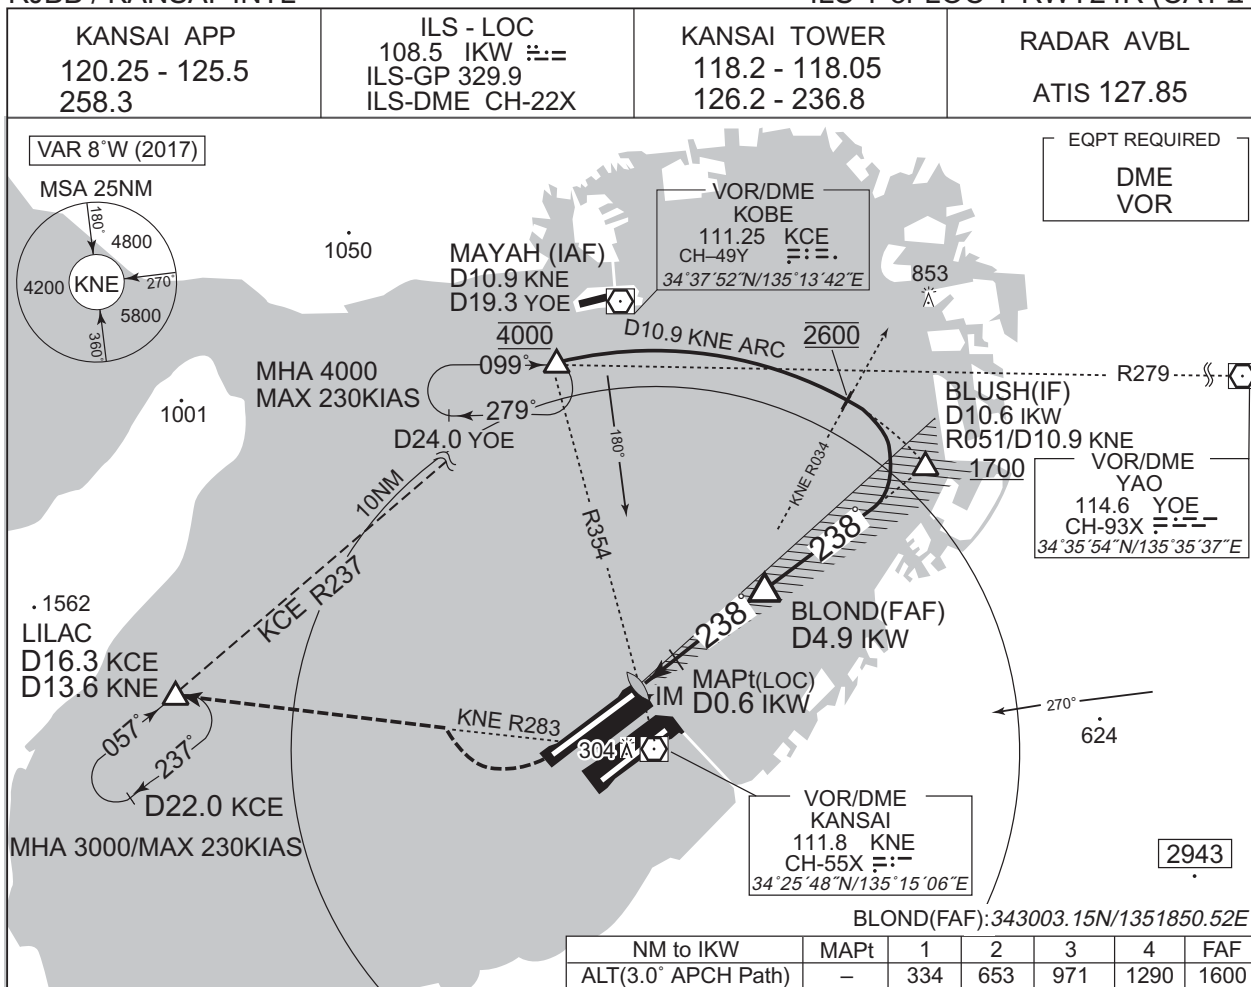 KANSAI APP
120.25 - 125.5
258.3
ILS - LOC
108.5 IKW
ILS-GP 329.9
ILS-DME CH-22X
KANSAI TOWER
118.2 - 118.05
126.2 - 236.8
RADAR AVBL
ATIS 127.85
VAR 8°W (2017)
MSA 25NM
180°
4800
4200
KNE
270°
5800
360°
EQPT REQUIRED
DME
VOR
1050
MAYAH (IAF)
D10.9 KNE
D19.3 YOE
4000
VOR/DME
KOBE
111.25 KCE
CH–49Y
34°37´52˝N/135°13´42˝E
853
D10.9 KNE ARC
2600
099°
MHA 4000
MAX 230KIAS
279°
D24.0 YOE
R279
BLUSH(IF)
D10.6 IKW
R051/D10.9 KNE
1700
1001
180°
KNE R034
VOR/DME
YAO
114.6 YOE
CH-93X
34°35´54˝N/135°35´37˝E
10NM
R354
238°
KCE R237
BLOND(FAF)
D4.9 IKW
238°
1562
LILAC
D16.3 KCE
D13.6 KNE
IM
MAPt(LOC)
D0.6 IKW
KNE R283
270°
624
304
057°
237°
D22.0 KCE
MHA 3000/MAX 230KIAS
VOR/DME
KANSAI
111.8 KNE
CH-55X
34°25´48˝N/135°15´06˝E
2943
BLOND(FAF):343003.15N/1351850.52E
NM to IKW MAPt 1 2 3 4 FAF
ALT(3.0° APCH Path) – 334 653 971 1290 1600